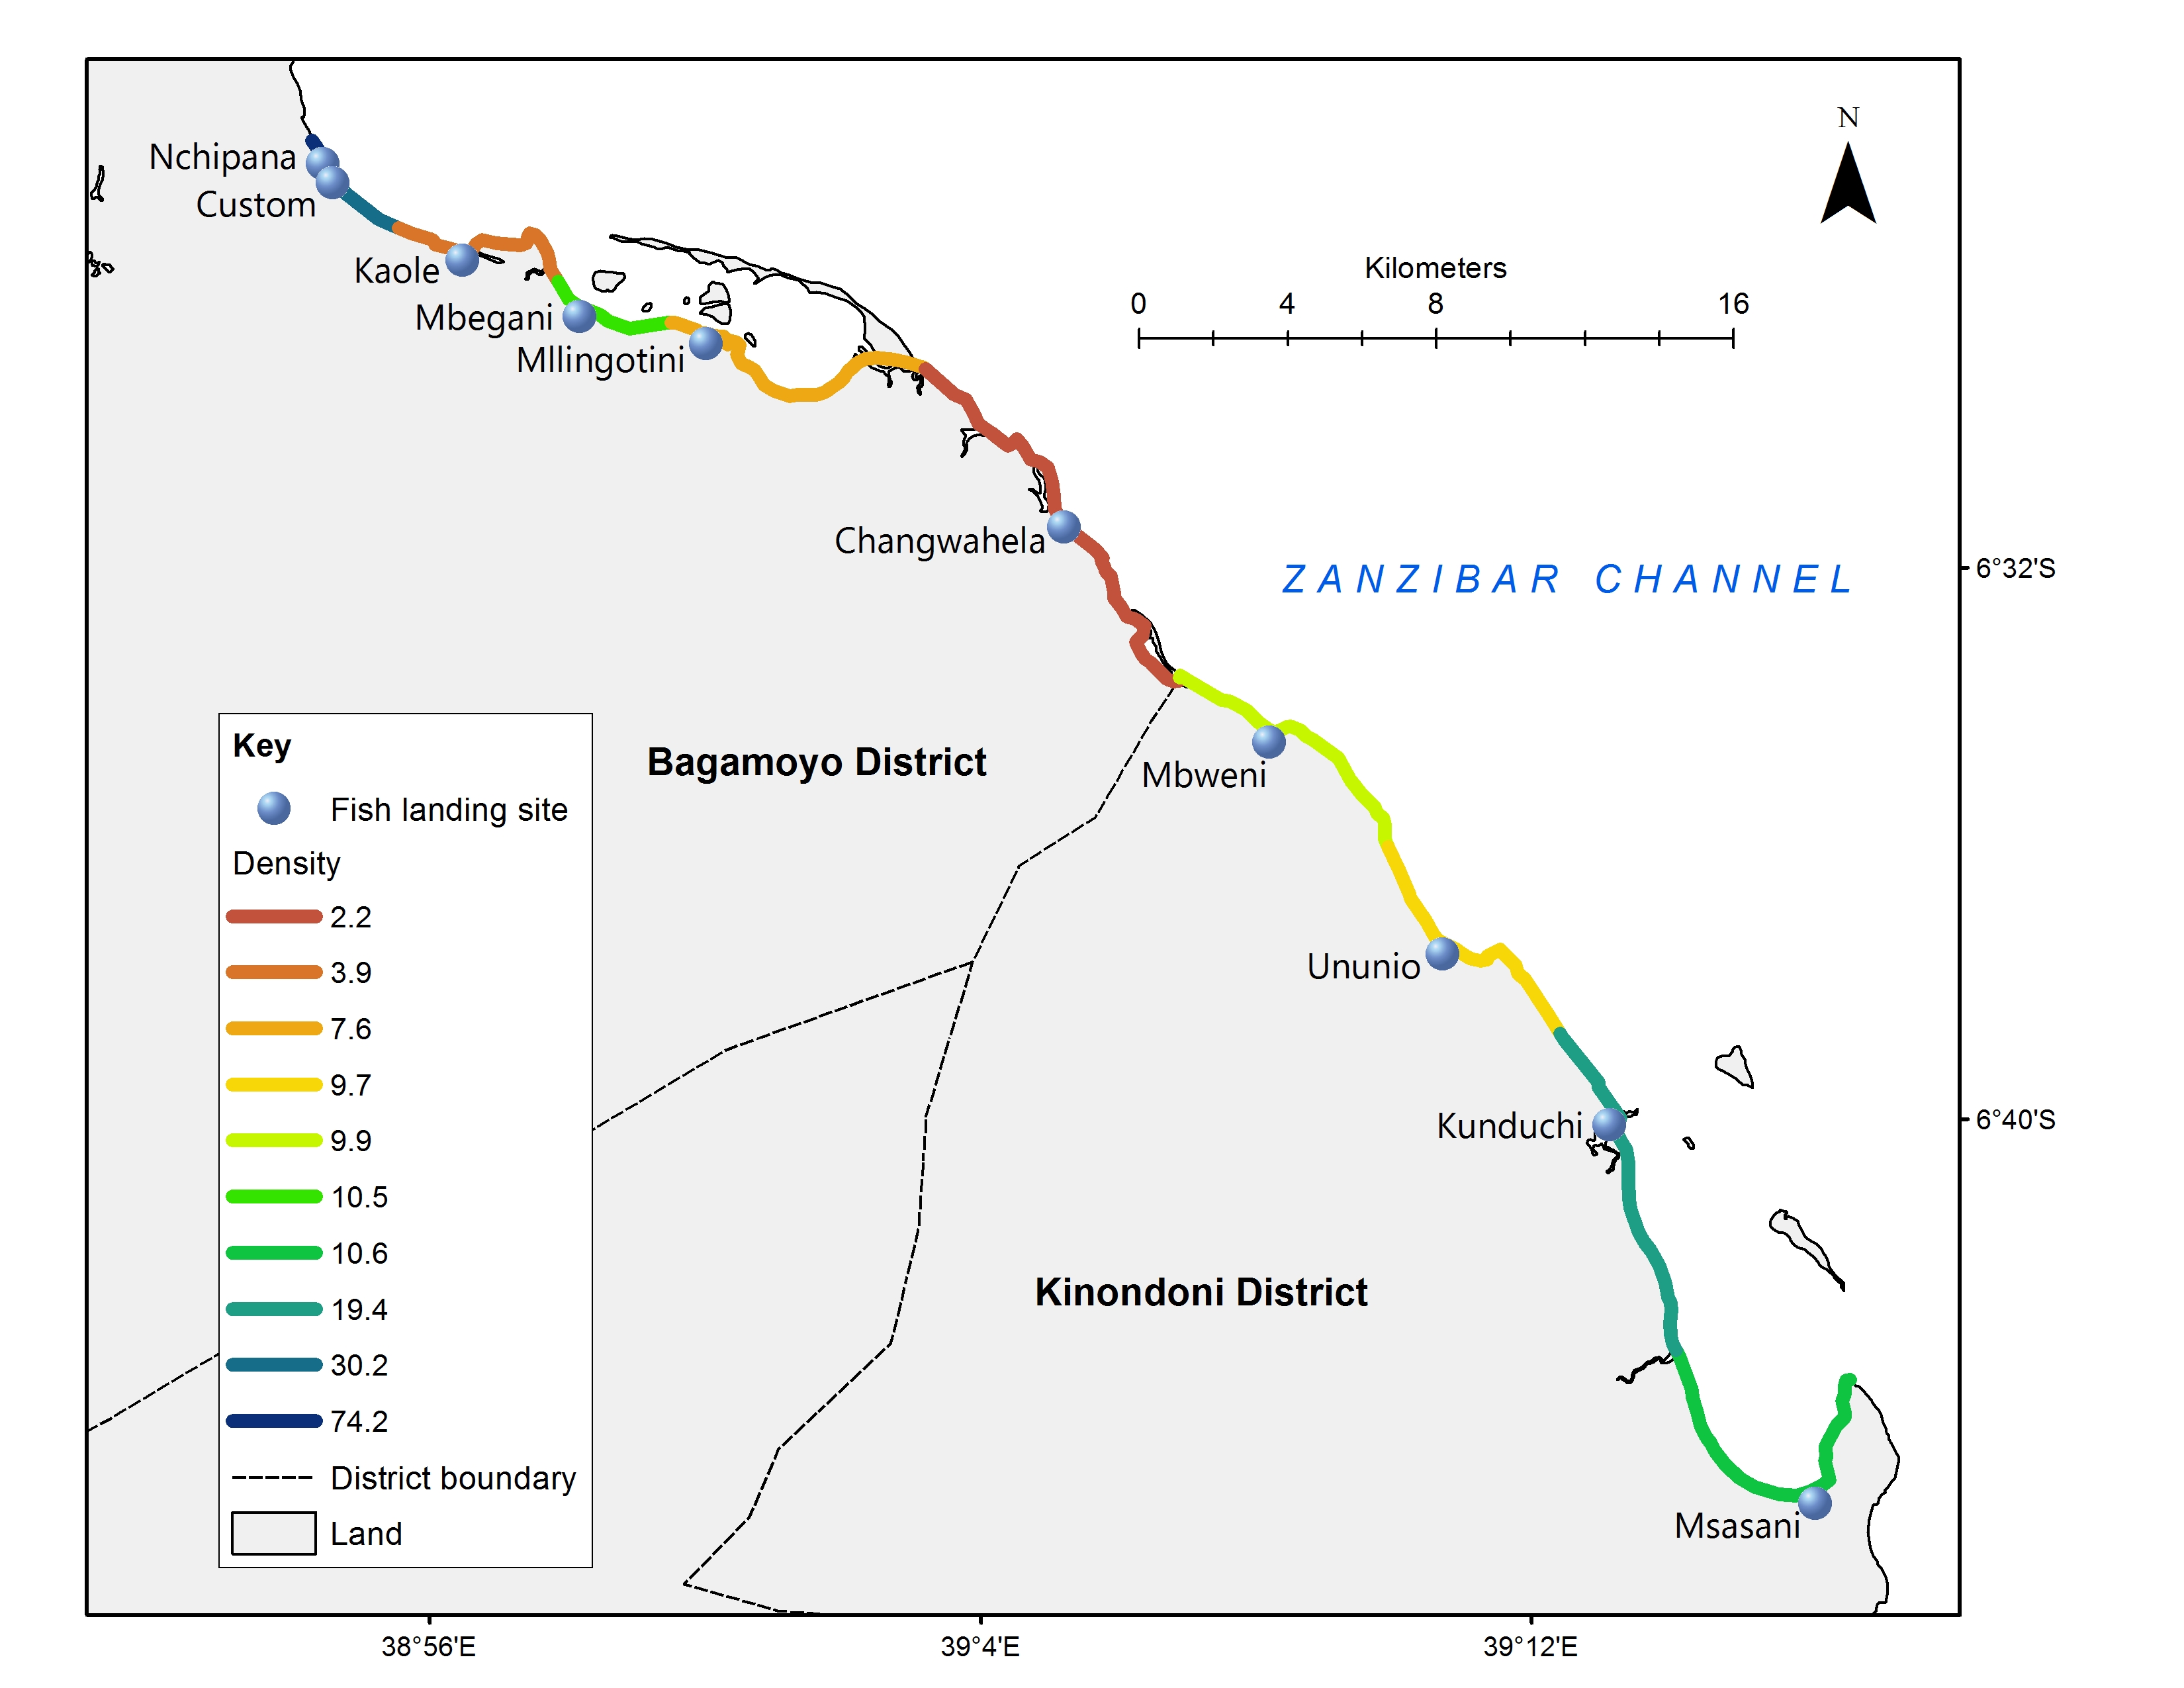 N
Nchipana
Custom
Kaole
Mbegani
Mllingotini
Kilometers
0 4 8 16
Changwahela
ZANZIBAR CHANNEL
6°32'S
Bagamoyo District
Mbweni
Ununio
Kunduchi
6°40'S
Kinondoni District
Msasani
Key
Fish landing site
Density
2.2
3.9
7.6
9.7
9.9
10.5
10.6
19.4
30.2
74.2
District boundary
Land
38°56'E 39°4'E 39°12'E